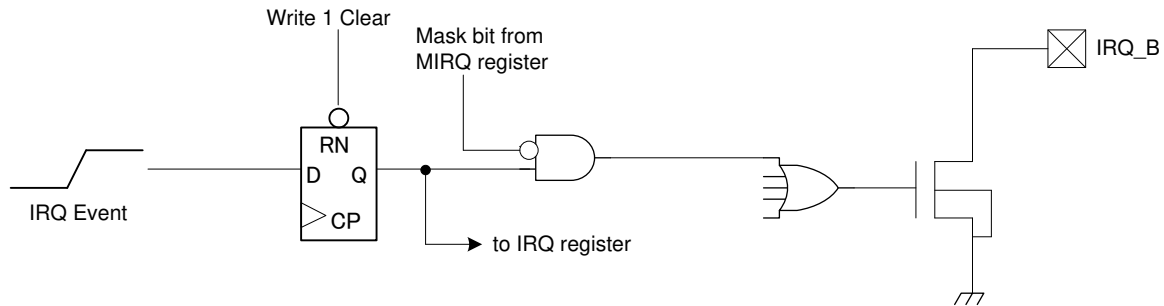 Write 1 Clear
Mask bit from
MIRQ register
IRQ_B
RN
D Q
CP
IRQ Event
to IRQ register